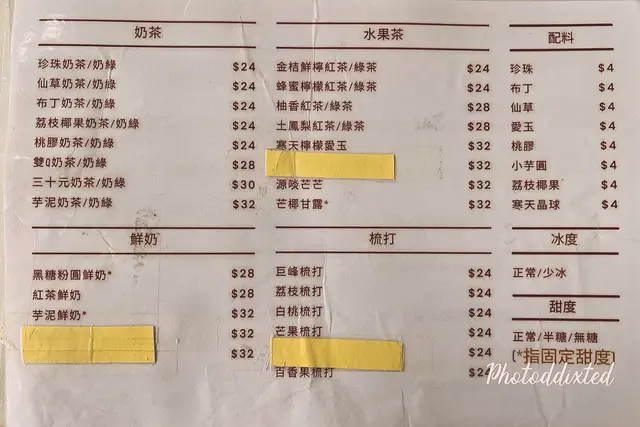 奶茶
珍珠奶茶/奶綠 $24
仙草奶茶/奶綠 $24
布丁奶茶/奶綠 $24
荔枝椰果奶茶/奶綠 $24
桃膠奶茶/奶綠 $24
雙Q奶茶/奶綠 $28
三十元奶茶/奶綠 $30
芋泥奶茶/奶綠 $32
鮮奶
黑糖粉圓鮮奶* $28
紅茶鮮奶 $28
芋泥鮮奶* $32
$32
水果茶
金桔鮮檸紅茶/綠茶 $24
蜂蜜檸檬紅茶/綠茶 $24
柚香紅茶/綠茶 $28
土鳳梨紅茶/綠茶 $28
寒天檸檬愛玉 $32
$32
源啖芒芒 $32
芒椰甘露* $32
梳打
巨峰梳打 $24
荔枝梳打 $24
白桃梳打 $24
芒果梳打 $24
$24
百香果梳打 $24
配料
珍珠 $4
布丁 $4
仙草 $4
愛玉 $4
桃膠 $4
小芋圓 $4
荔枝椰果 $4
寒天晶球 $4
冰度
正常/少冰
甜度
正常/半糖/無糖
(*指固定甜度)
Photoddixted